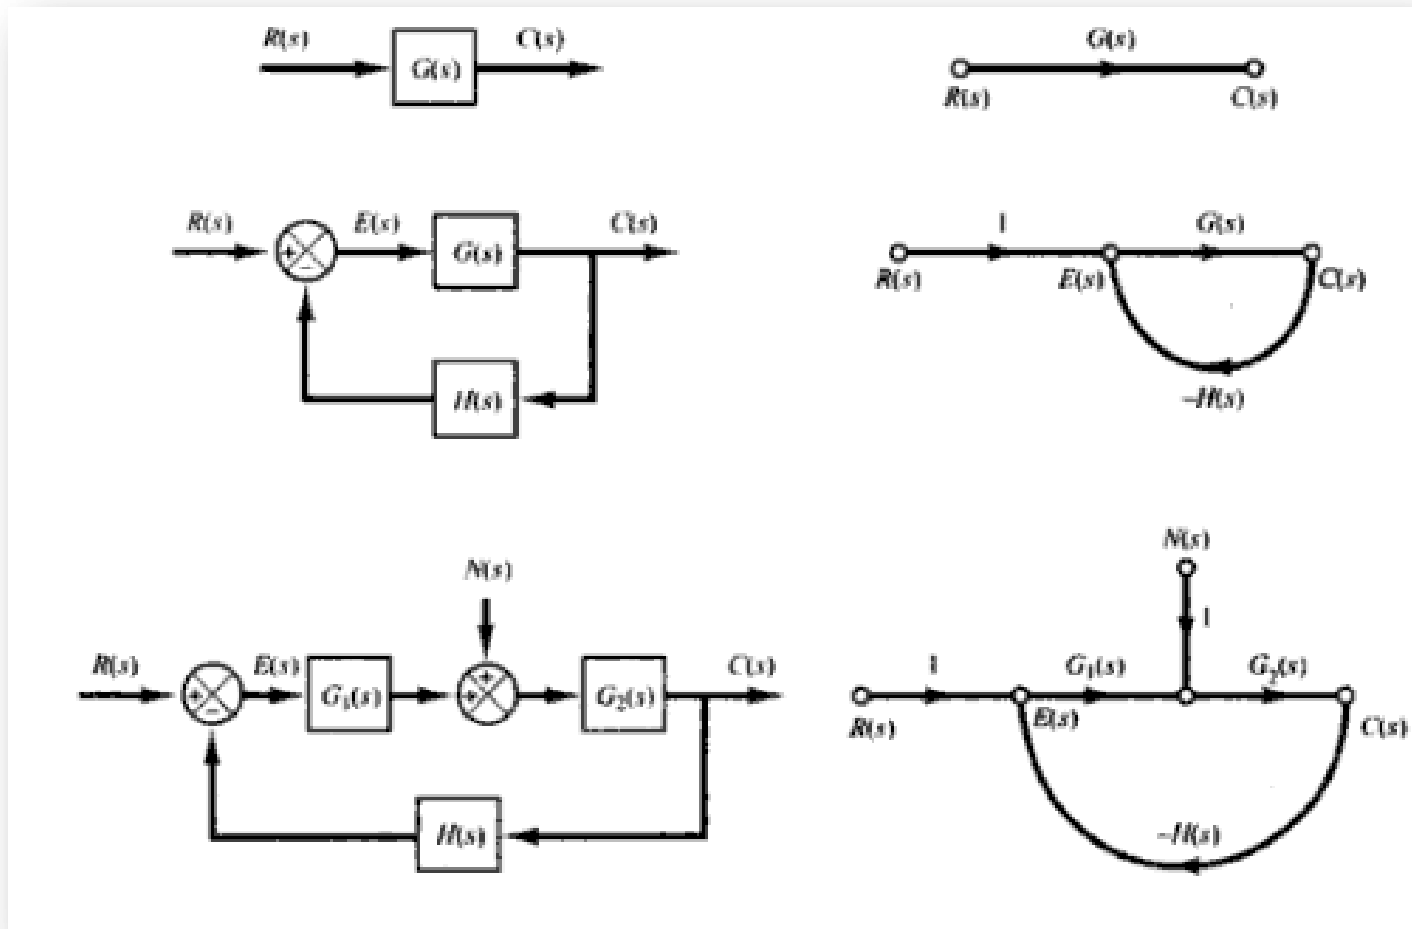 R(s) C(s) G(s)
G(s)
R(s) C(s)
R(s) E(s) C(s) 1 G(s)
+ G(s)
− R(s) E(s) C(s)
H(s) –H(s)
N(s) N(s)
1
R(s) E(s) + C(s) 1 G₁(s) G₂(s)
+ G₁(s) + G₂(s)
− R(s) E(s) C(s)
H(s) –H(s)